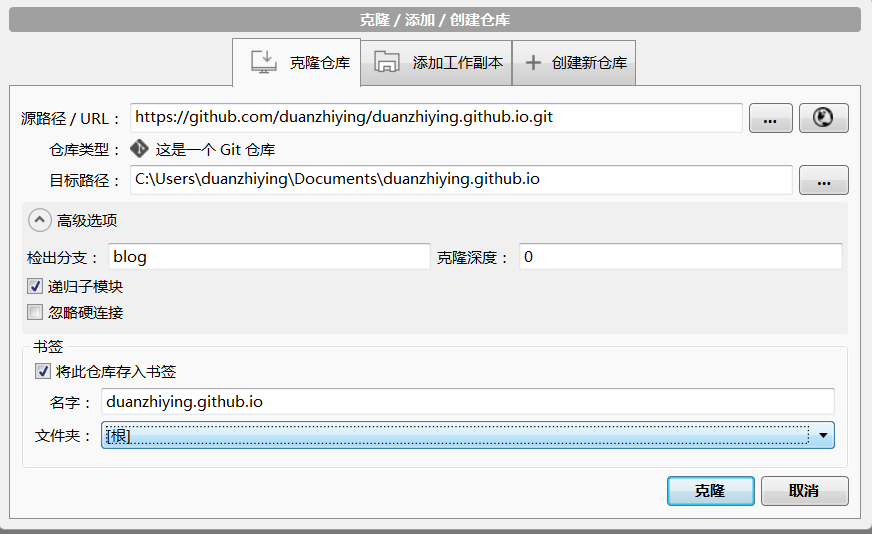 克隆 / 添加 / 创建仓库
克隆仓库 添加工作副本 创建新仓库
源路径 / URL： https://github.com/duanzhiying/duanzhiying.github.io.git ...
仓库类型： 这是一个 Git 仓库
目标路径： C:\Users\duanzhiying\Documents\duanzhiying.github.io ...
高级选项
检出分支： blog 克隆深度： 0
递归子模块
忽略硬连接
书签
将此仓库存入书签
名字： duanzhiying.github.io
文件夹： [根]
克隆 取消